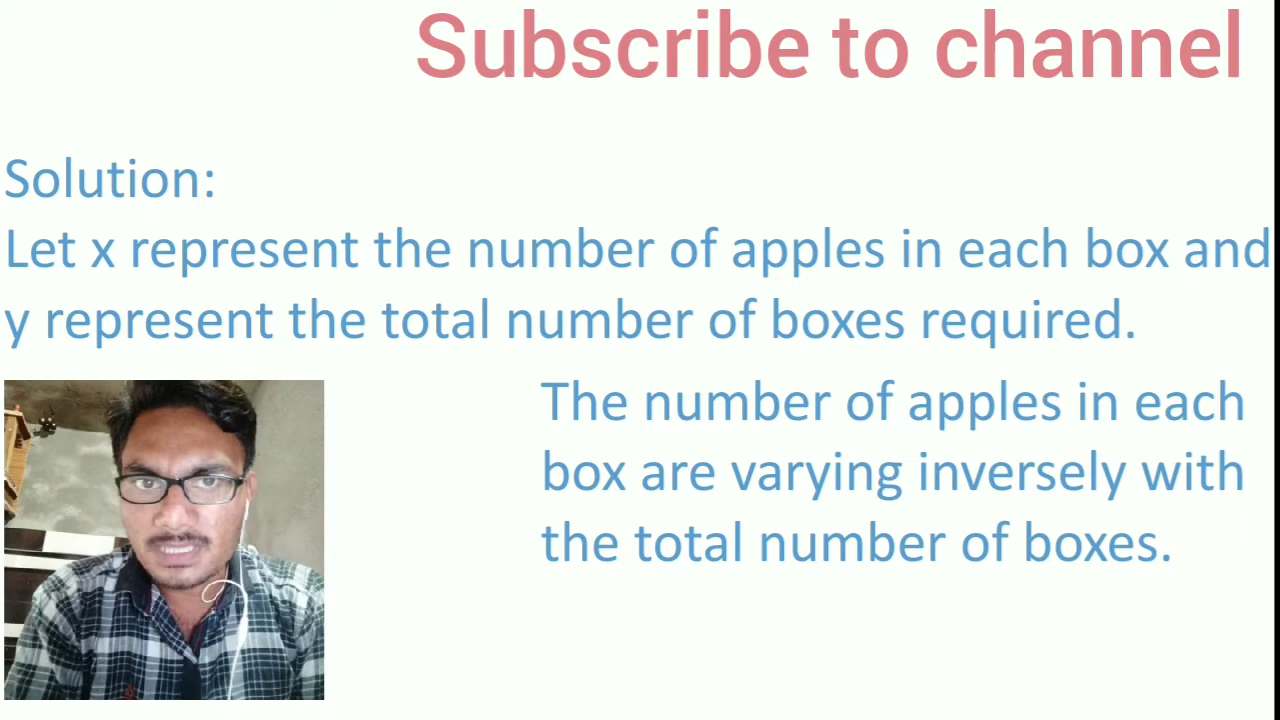 Subscribe to channel
Solution:
Let x represent the number of apples in each box and
y represent the total number of boxes required.
The number of apples in each
box are varying inversely with
the total number of boxes.